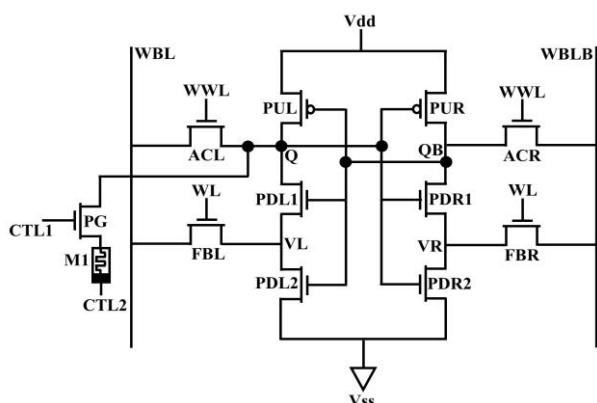 Vdd
WBL
WBLB
WWL
PUL
PUR
WWL
ACL
Q
QB
ACR
WL
PDL1
PDR1
WL
CTL1
PG
FBL
VL
VR
FBR
M1
PDL2
PDR2
CTL2
Vss